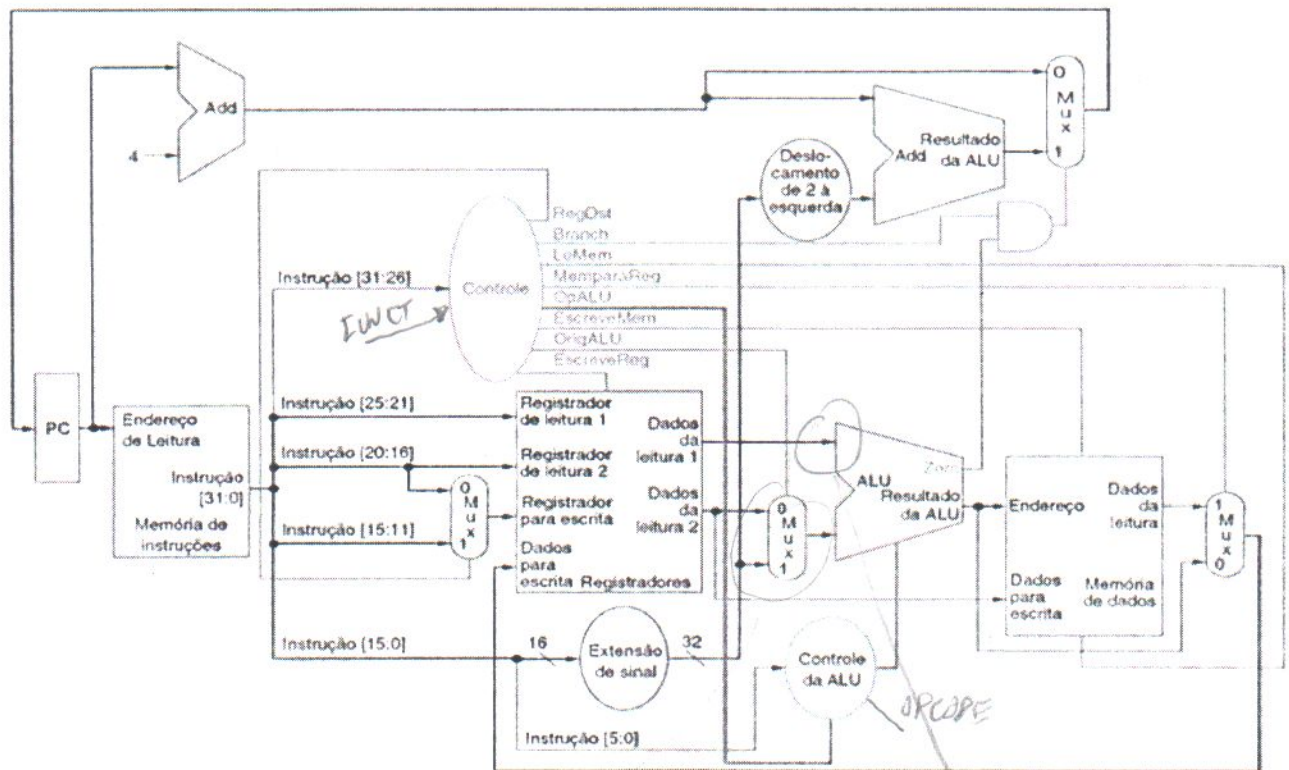 Add
4
0
Mux
1
Deslo-
camento
de 2 à
esquerda
Add
Resultado
da ALU
RegDst
Branch
LeMem
MemparaReg
OpALU
EscreveMem
OrigALU
EscreveReg
Controle
Instrução [31:26]
FUNCT
PC
Endereço
de Leitura
Instrução
[31:0]
Memória de
instruções
Instrução [25:21]
Instrução [20:16]
Instrução [15:11]
0
Mux
1
Registrador
de leitura 1
Registrador
de leitura 2
Registrador
para escrita
Dados
para
escrita
Registradores
Dados
da
leitura 1
Dados
da
leitura 2
0
Mux
1
Zero
ALU
Resultado
da ALU
Endereço
Dados
da
leitura
Dados
para
escrita
Memória
de dados
1
Mux
0
Instrução [15:0]
16
Extensão
de sinal
32
Controle
da ALU
OPCODE
Instrução [5:0]